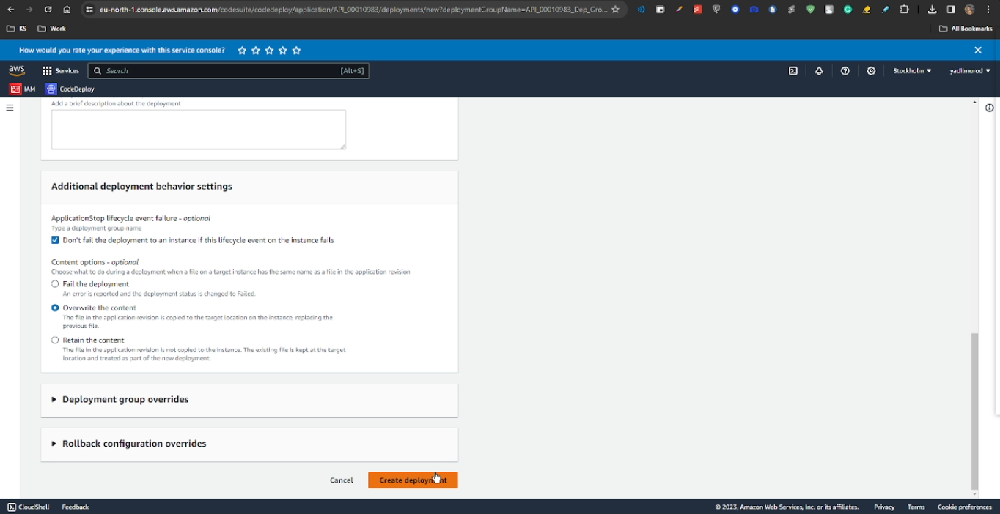 eu-north-1.console.aws.amazon.com/codesuite/codedeploy/application/API_00010983/deployments/new?deploymentGroupName=API_00010983_Dep_Gro...
KS
Work
All Bookmarks
How would you rate your experience with this service console?
aws
Services
Search
[Alt+S]
Stockholm
yadilmurod
IAM
CodeDeploy
Add a brief description about the deployment
Additional deployment behavior settings
ApplicationStop lifecycle event failure - optional
Type a deployment group name
Don't fail the deployment to an instance if this lifecycle event on the instance fails
Content options - optional
Choose what to do during a deployment when a file on a target instance has the same name as a file in the application revision
Fail the deployment
An error is reported and the deployment status is changed to Failed.
Overwrite the content
The file in the application revision is copied to the target location on the instance, replacing the
previous file.
Retain the content
The file in the application revision is not copied to the instance. The existing file is kept at the target
location and treated as part of the new deployment.
Deployment group overrides
Rollback configuration overrides
Cancel
Create deployment
CloudShell
Feedback
© 2023, Amazon Web Services, Inc. or its affiliates.
Privacy
Terms
Cookie preferences